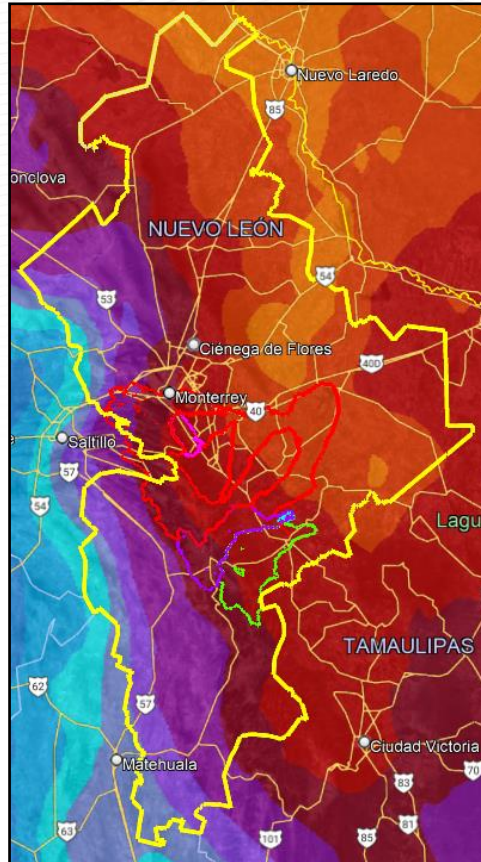 Nuevo Laredo
85
onclova
NUEVO LEÓN
54
53
Ciénega de Flores
40D
Monterrey
40
Saltillo
57
54
Lagu
TAMAULIPAS
62
57
Ciudad Victoria
Matehuala
70
83
63
81
101
85